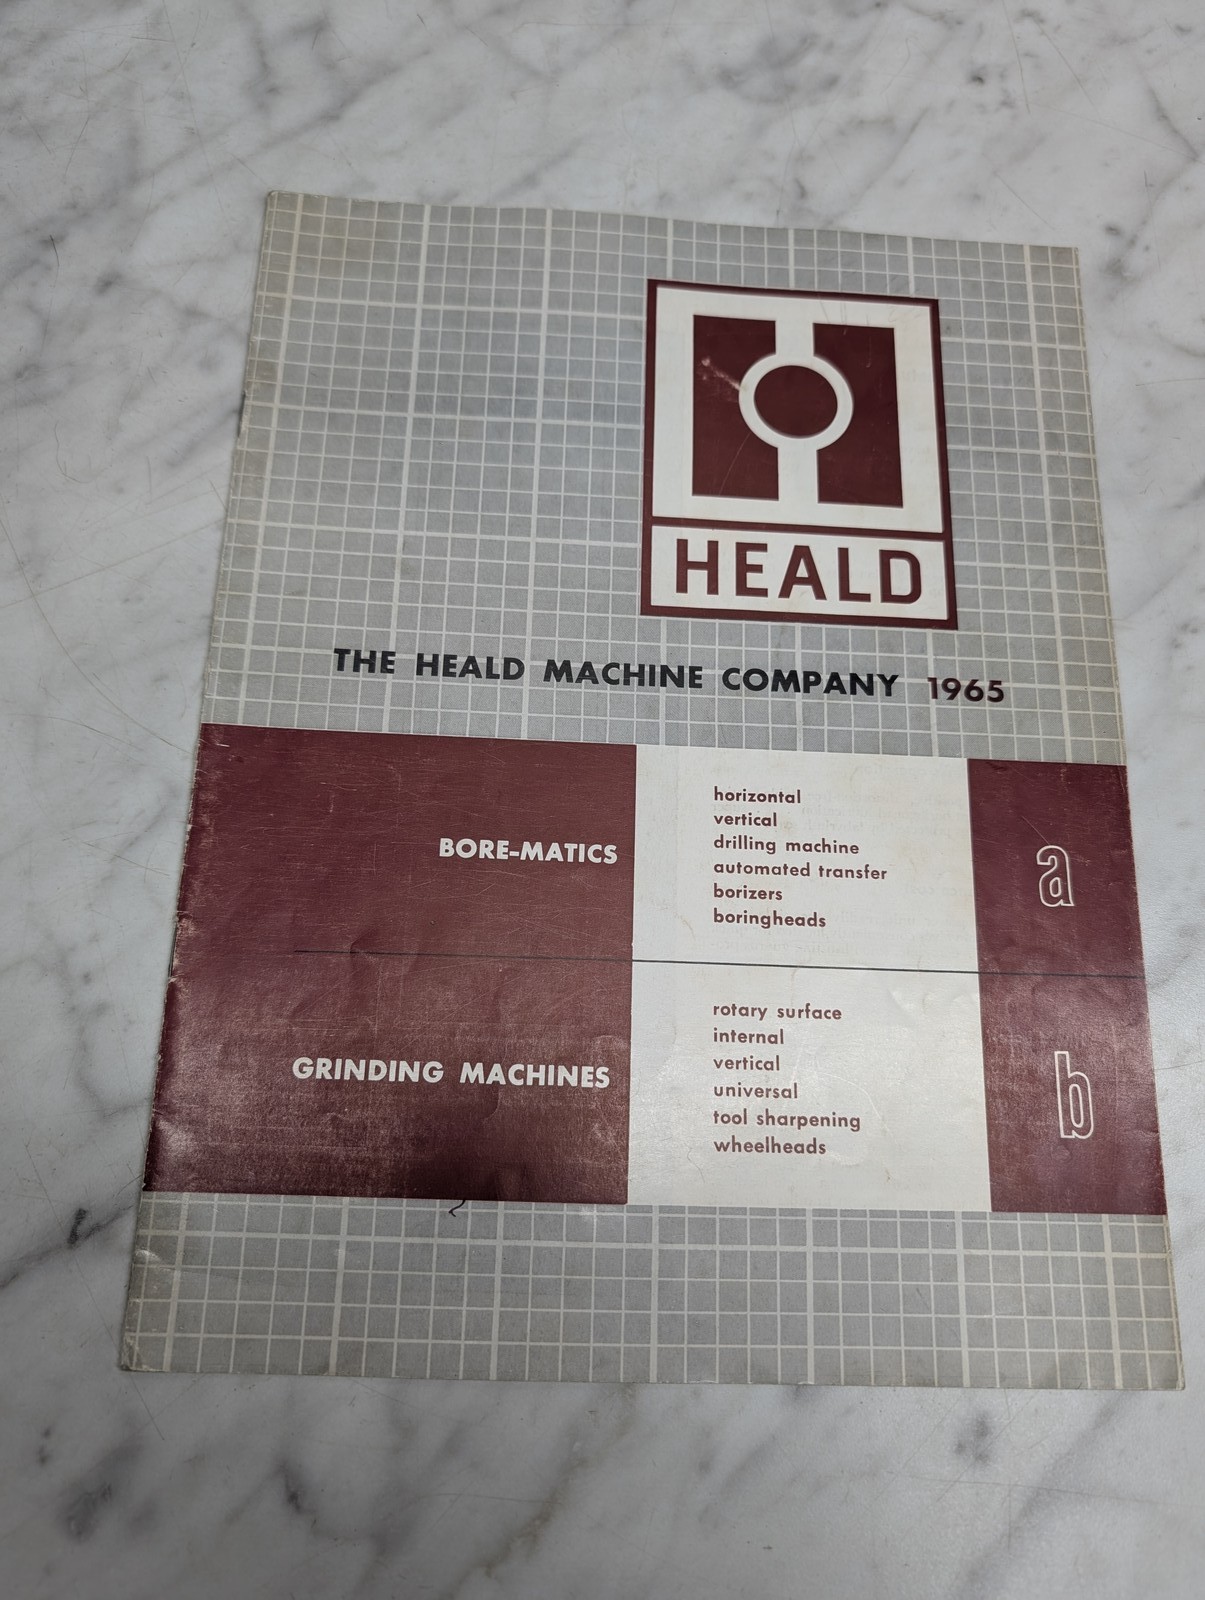 HEALD
THE HEALD MACHINE COMPANY 1965
BORE-MATICS
horizontal
vertical
drilling machine
automated transfer
borizers
boringheads
a
GRINDING MACHINES
rotary surface
internal
vertical
universal
tool sharpening
wheelheads
b